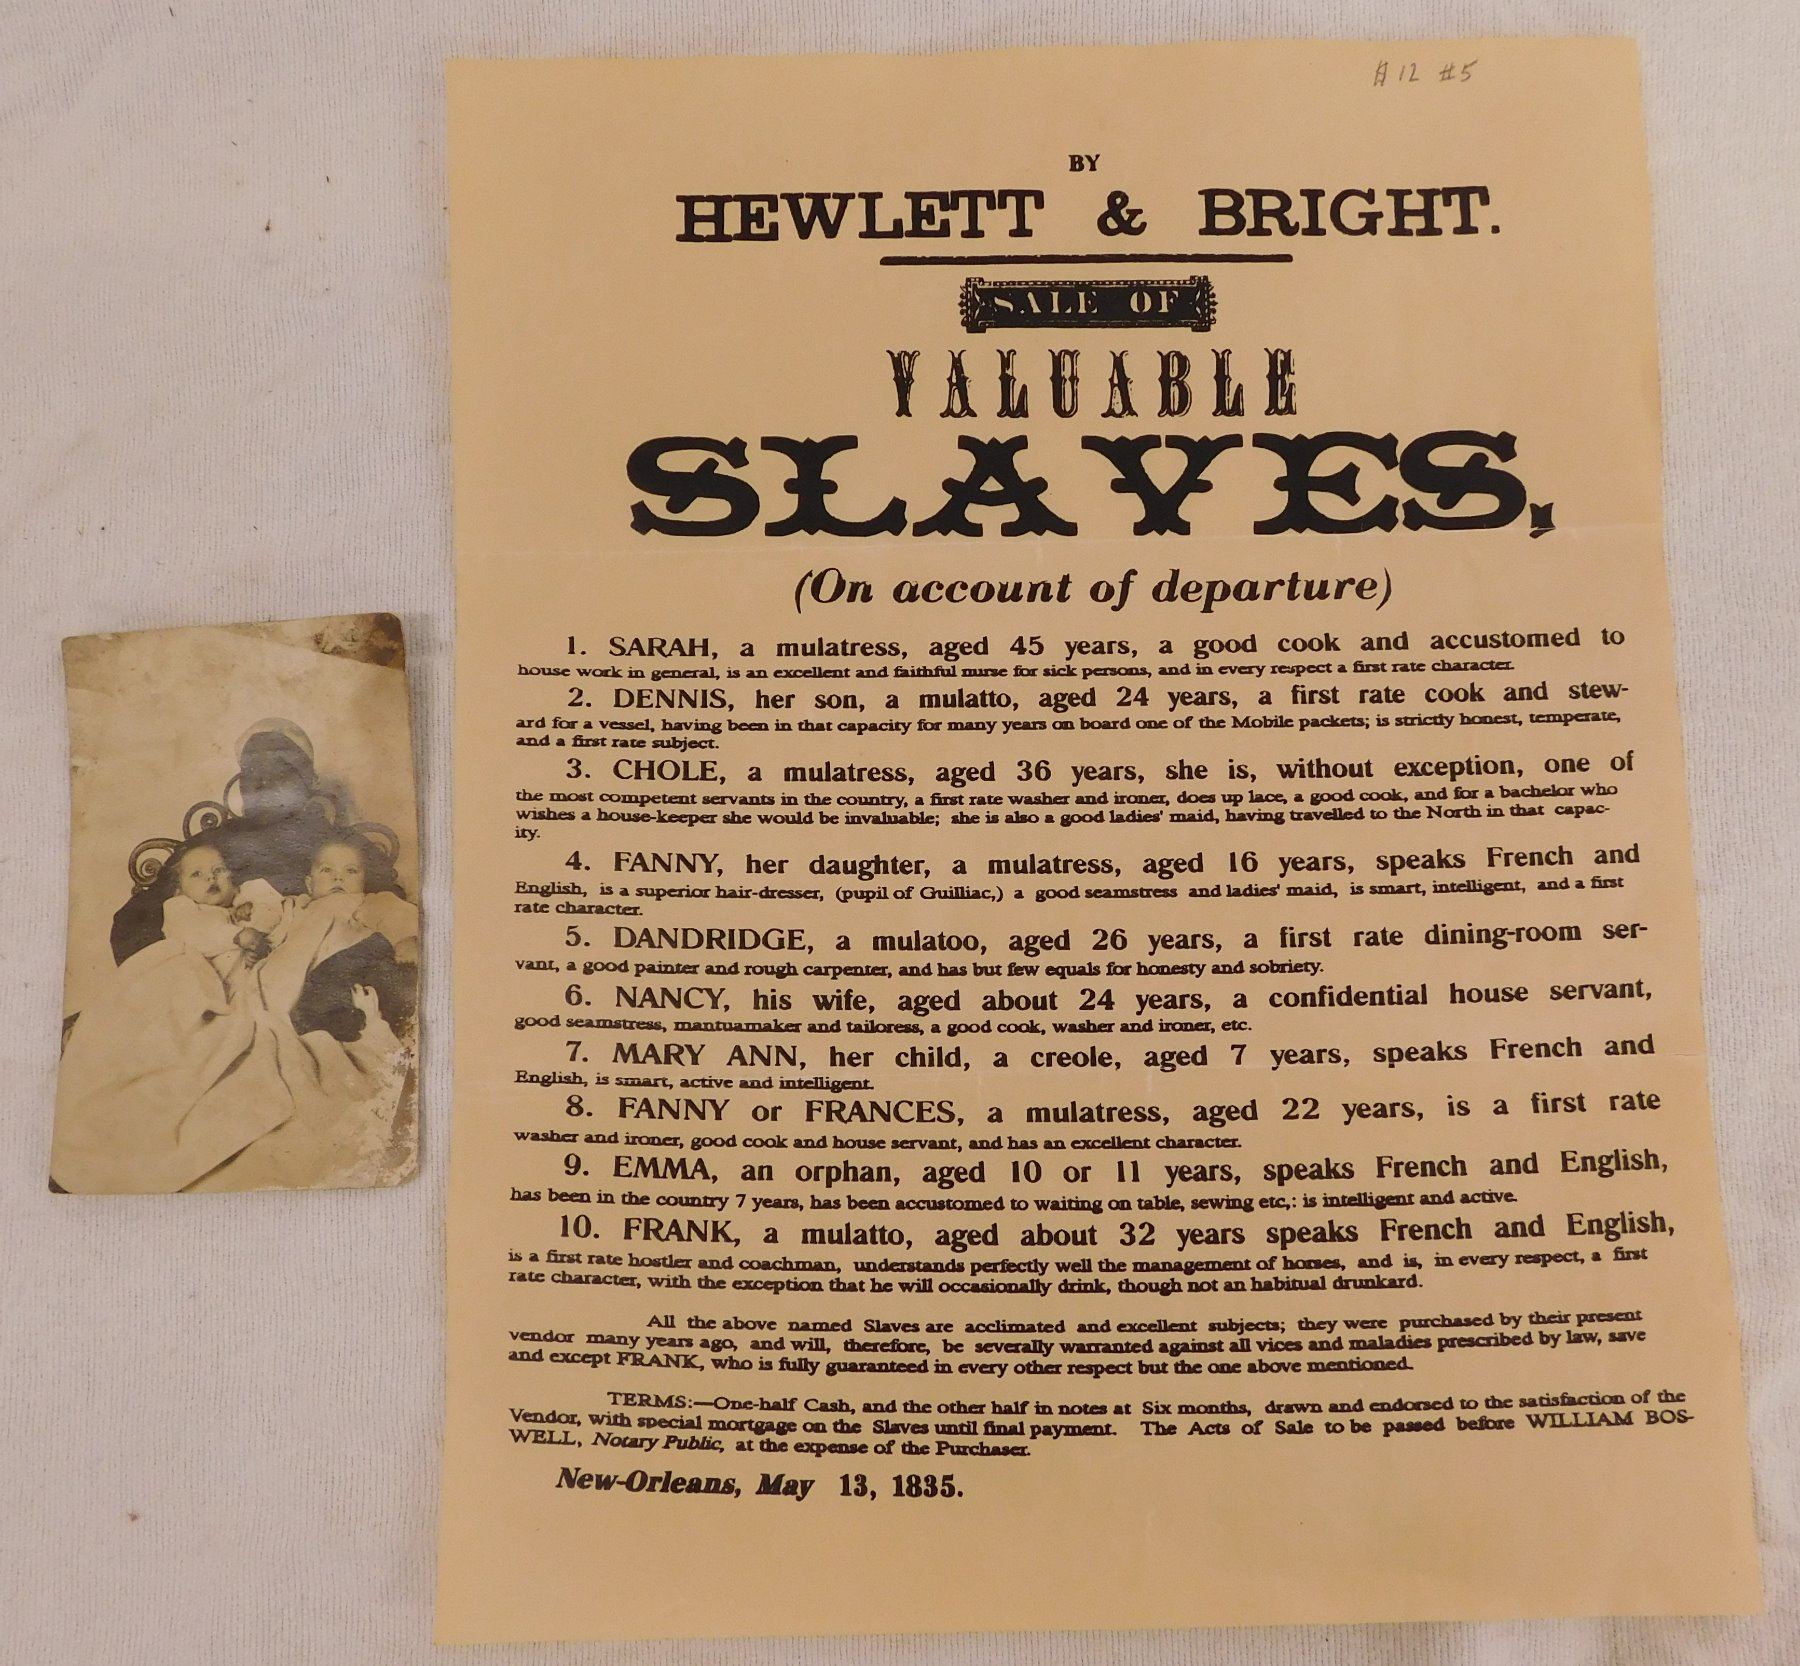 # 12 #5
BY
HEWLETT & BRIGHT.
SALE OF
VALUABLE
SLAVES,
(On account of departure)
1. SARAH, a mulatress, aged 45 years, a good cook and accustomed to
house work in general, is an excellent and faithful nurse for sick persons, and in every respect a first rate character.
2. DENNIS, her son, a mulatto, aged 24 years, a first rate cook and stew-
ard for a vessel, having been in that capacity for many years on board one of the Mobile packets; is strictly honest, temperate,
and a first rate subject.
3. CHOLE, a mulatress, aged 36 years, she is, without exception, one of
the most competent servants in the country, a first rate washer and ironer, does up lace, a good cook, and for a bachelor who
wishes a house-keeper she would be invaluable; she is also a good ladies' maid, having travelled to the North in that capac-
ity.
4. FANNY, her daughter, a mulatress, aged 16 years, speaks French and
English, is a superior hair-dresser, (pupil of Guilliac,) a good seamstress and ladies' maid, is smart, intelligent, and a first
rate character.
5. DANDRIDGE, a mulatoo, aged 26 years, a first rate dining-room ser-
vant, a good painter and rough carpenter, and has but few equals for honesty and sobriety.
6. NANCY, his wife, aged about 24 years, a confidential house servant,
good seamstress, mantuamaker and tailoress, a good cook, washer and ironer, etc.
7. MARY ANN, her child, a creole, aged 7 years, speaks French and
English, is smart, active and intelligent.
8. FANNY or FRANCES, a mulatress, aged 22 years, is a first rate
washer and ironer, good cook and house servant, and has an excellent character.
9. EMMA, an orphan, aged 10 or 11 years, speaks French and English,
has been in the country 7 years, has been accustomed to waiting on table, sewing etc,: is intelligent and active.
10. FRANK, a mulatto, aged about 32 years speaks French and English,
is a first rate hostler and coachman, understands perfectly well the management of horses, and is, in every respect, a first
rate character, with the exception that he will occasionally drink, though not an habitual drunkard.
All the above named Slaves are acclimated and excellent subjects; they were purchased by their present
vendor many years ago, and will, therefore, be severally warranted against all vices and maladies prescribed by law, save
and except FRANK, who is fully guaranteed in every other respect but the one above mentioned.
TERMS:—One-half Cash, and the other half in notes at Six months, drawn and endorsed to the satisfaction of the
Vendor, with special mortgage on the Slaves until final payment. The Acts of Sale to be passed before WILLIAM BOS-
WELL, Notary Public, at the expense of the Purchaser.
New-Orleans, May 13, 1835.